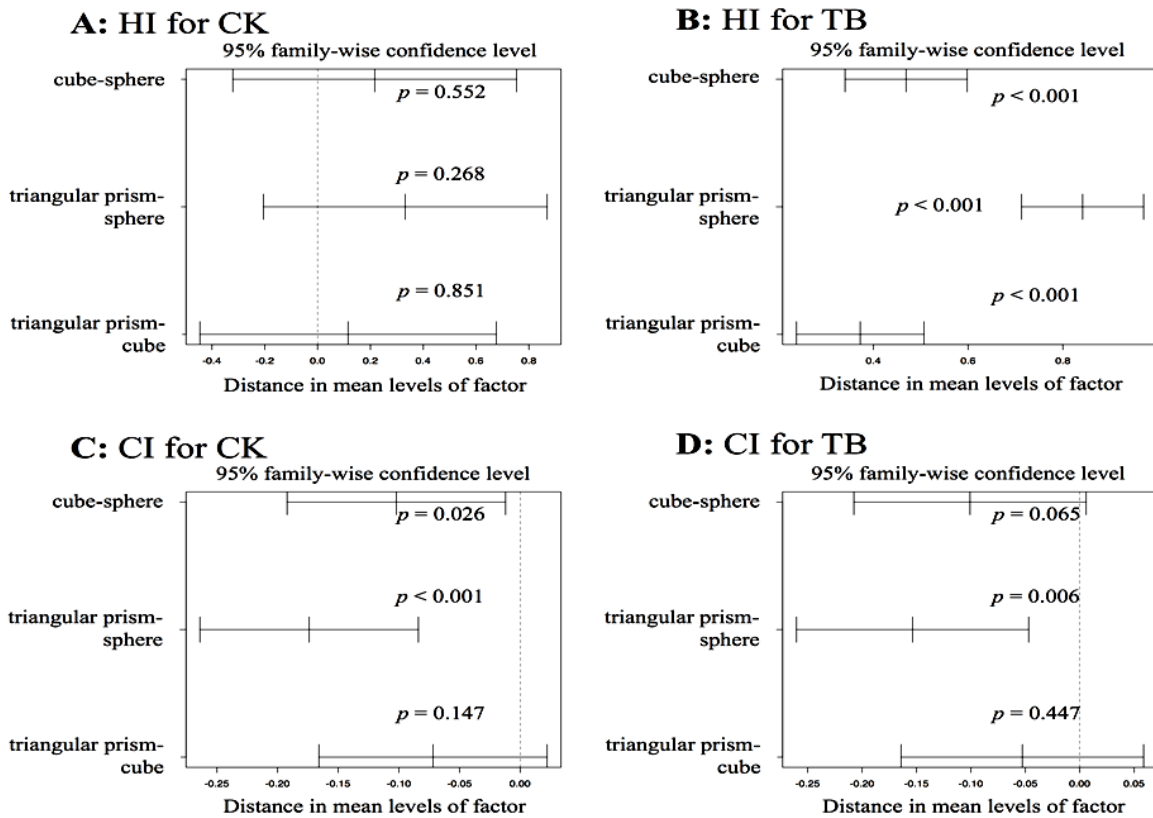 A: HI for CK
95% family-wise confidence level
cube-sphere
p = 0.552
triangular prism-
sphere
p = 0.268
triangular prism-
cube
p = 0.851
-0.4 -0.2 0.0 0.2 0.4 0.6 0.8
Distance in mean levels of factor
B: HI for TB
95% family-wise confidence level
cube-sphere
p < 0.001
triangular prism-
sphere
p < 0.001
triangular prism-
cube
p < 0.001
0.4 0.6 0.8
Distance in mean levels of factor
C: CI for CK
95% family-wise confidence level
cube-sphere
p = 0.026
triangular prism-
sphere
p < 0.001
triangular prism-
cube
p = 0.147
-0.25 -0.20 -0.15 -0.10 -0.05 0.00
Distance in mean levels of factor
D: CI for TB
95% family-wise confidence level
cube-sphere
p = 0.065
triangular prism-
sphere
p = 0.006
triangular prism-
cube
p = 0.447
-0.25 -0.20 -0.15 -0.10 -0.05 0.00 0.05
Distance in mean levels of factor